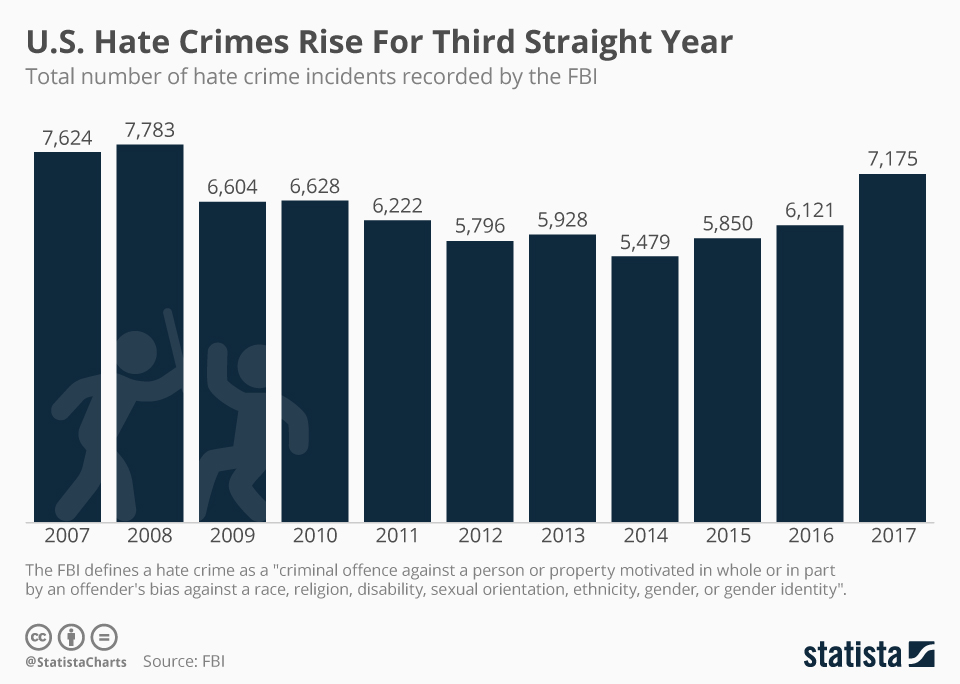 U.S. Hate Crimes Rise For Third Straight Year
Total number of hate crime incidents recorded by the FBI
7,624
7,783
6,604
6,628
6,222
5,796
5,928
5,479
5,850
6,121
7,175
2007 2008 2009 2010 2011 2012 2013 2014 2015 2016 2017
The FBI defines a hate crime as a "criminal offence against a person or property motivated in whole or in part
by an offender's bias against a race, religion, disability, sexual orientation, ethnicity, gender, or gender identity".
cc
@StatistaCharts Source: FBI
statista